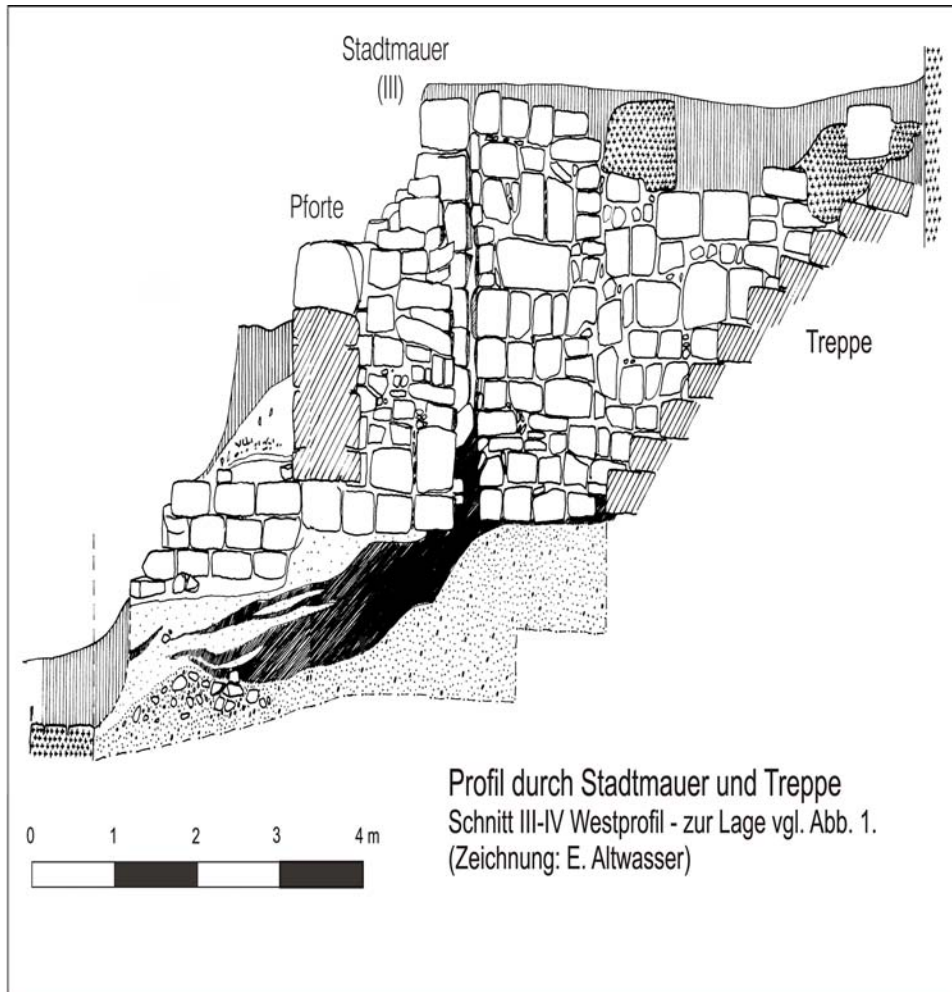 Stadtmauer
(III)
Pforte
Treppe
Profil durch Stadtmauer und Treppe
Schnitt III-IV Westprofil - zur Lage vgl. Abb. 1.
(Zeichnung: E. Altwasser)
0 1 2 3 4 m